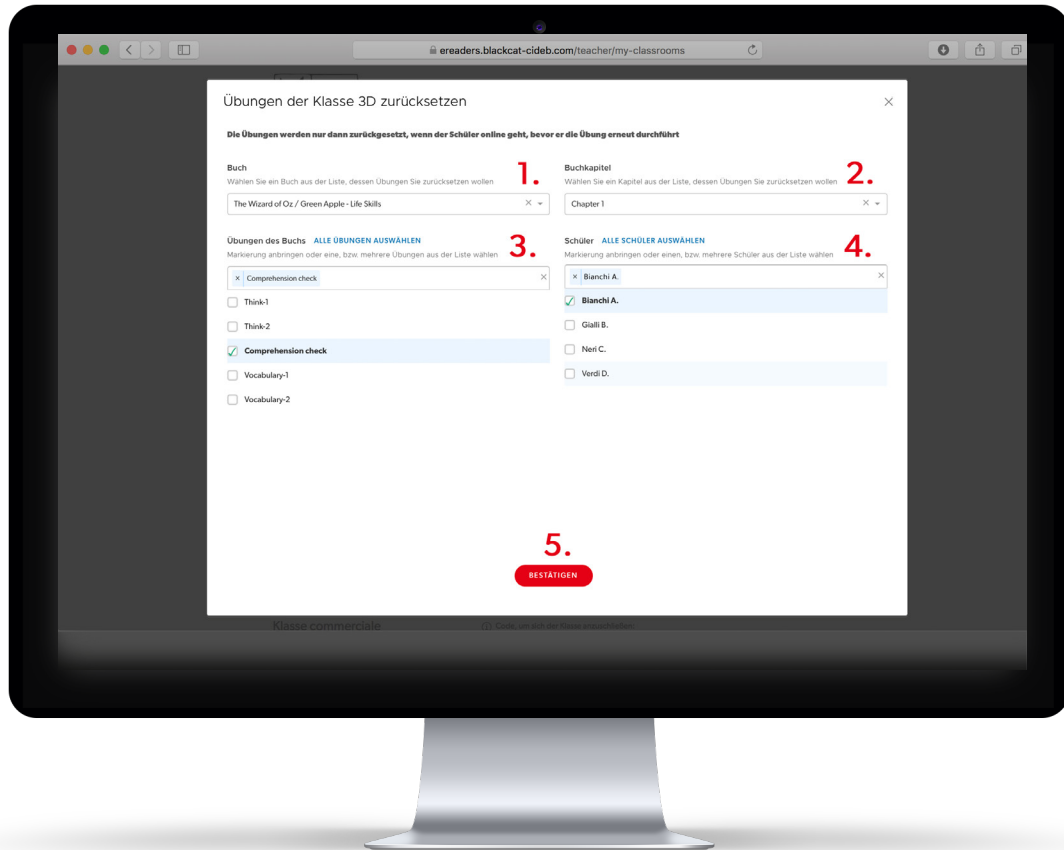 ereaders.blackcat-cideb.com/teacher/my-classrooms
Übungen der Klasse 3D zurücksetzen
Die Übungen werden nur dann zurückgesetzt, wenn der Schüler online geht, bevor er die Übung erneut durchführt
Buch
Wählen Sie ein Buch aus der Liste, dessen Übungen Sie zurücksetzen wollen
1.
The Wizard of Oz / Green Apple - Life Skills
Buchkapitel
Wählen Sie ein Kapitel aus der Liste, dessen Übungen Sie zurücksetzen wollen
2.
Chapter 1
Übungen des Buchs ALLE ÜBUNGEN AUSWÄHLEN
Markierung anbringen oder eine, bzw. mehrere Übungen aus der Liste wählen
3.
× Comprehension check
Think-1
Think-2
Comprehension check
Vocabulary-1
Vocabulary-2
Schüler ALLE SCHÜLER AUSWÄHLEN
Markierung anbringen oder einen, bzw. mehrere Schüler aus der Liste wählen
4.
× Bianchi A.
Bianchi A.
Gialli B.
Neri C.
Verdi D.
5.
BESTÄTIGEN
Klasse commerciale
Code, um dich der Klasse anzuschließen: